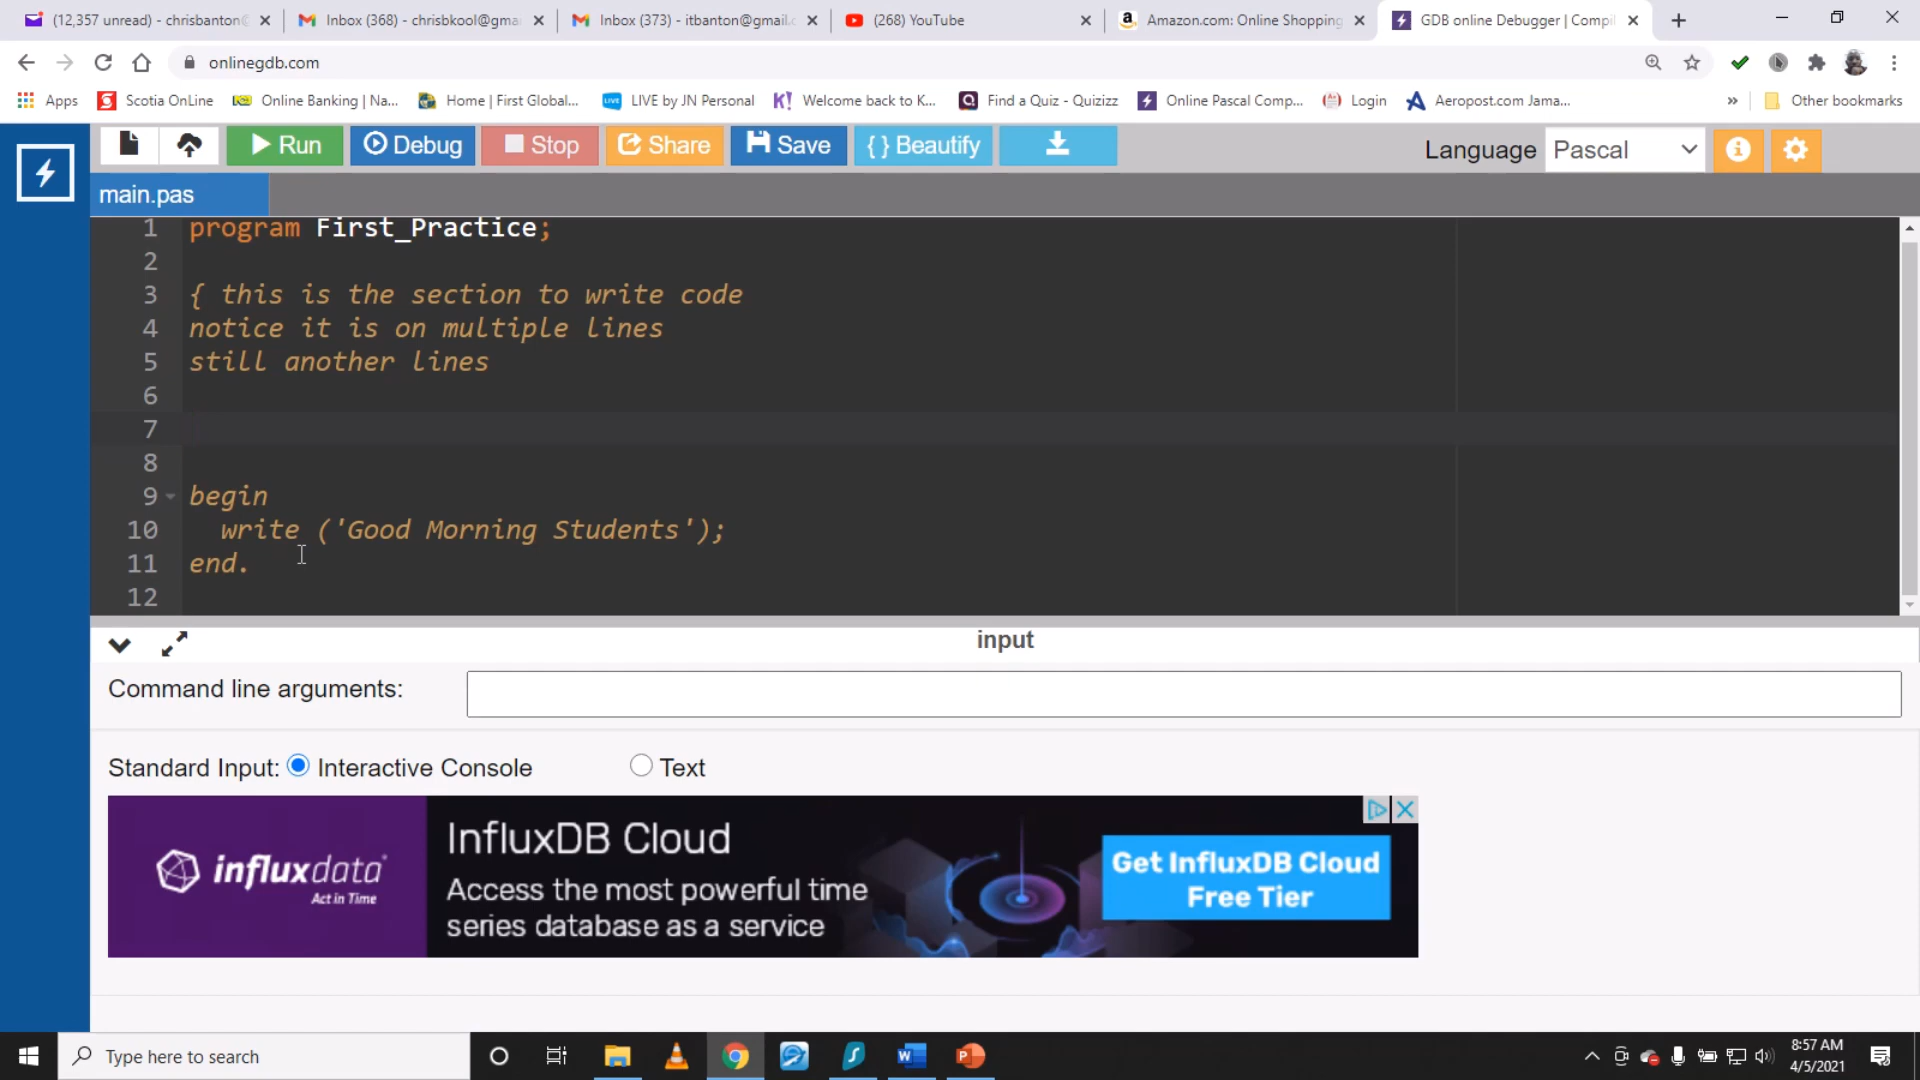 (12,357 unread) - chrisbanton@
Inbox (368) - chrisbkool@gma
Inbox (373) - itbanton@gmail.c
(268) YouTube
Amazon.com: Online Shopping
GDB online Debugger | Compil
onlinegdb.com
Apps
Scotia OnLine
Online Banking | Na...
Home | First Global...
LIVE by JN Personal
Welcome back to K...
Find a Quiz - Quizizz
Online Pascal Comp...
Login
Aeropost.com Jama...
»
Other bookmarks
Run
Debug
Stop
Share
Save
{ } Beautify
Language
Pascal
main.pas
1 program First_Practice;
2
3 { this is the section to write code
4 notice it is on multiple lines
5 still another lines
6
7
8
9 begin
10 write ('Good Morning Students');
11 end.
12
input
Command line arguments:
Standard Input:
Interactive Console
Text
influxdata
Act in Time
InfluxDB Cloud
Access the most powerful time
series database as a service
Get InfluxDB Cloud
Free Tier
Type here to search
8:57 AM
4/5/2021